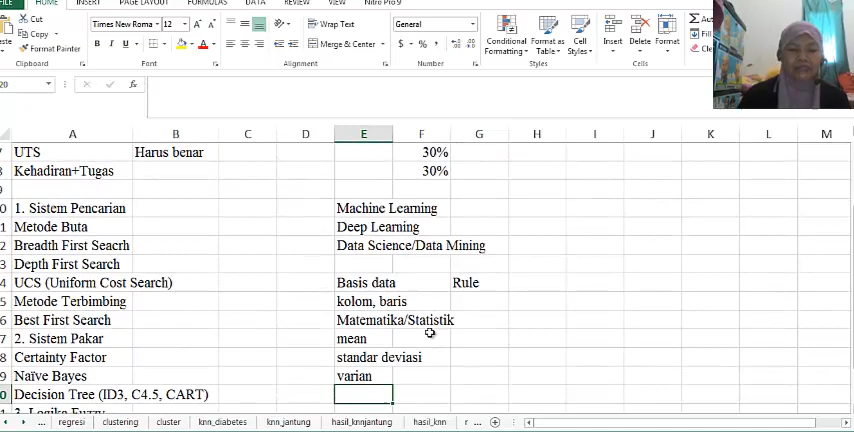 FILE HOME INSERT PAGE LAYOUT FORMULAS DATA REVIEW VIEW Nitro Pro 9
Cut
Copy
Format Painter
Clipboard
Times New Roma 12
B I U
Font
Wrap Text
Merge & Center
Alignment
General
$ % ,
Number
Conditional Formatting
Format as Table
Cell Styles
Styles
Insert Delete Format
Cells
A B C D E F G H I J K L M
UTS Harus benar 30%
Kehadiran+Tugas 30%
1. Sistem Pencarian Machine Learning
Metode Buta Deep Learning
Breadth First Seacrh Data Science/Data Mining
Depth First Search
UCS (Uniform Cost Search) Basis data Rule
Metode Terbimbing kolom, baris
Best First Search Matematika/Statistik
2. Sistem Pakar mean
Certainty Factor standar deviasi
Naïve Bayes varian
Decision Tree (ID3, C4.5, CART)
3. Logika Fuzzy
... regresi clustering cluster knn_diabetes knn_jantung hasil_knnjantung hasil_knn r ...